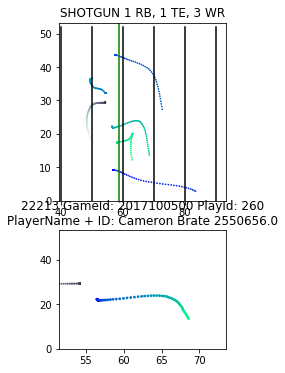 SHOTGUN 1 RB, 1 TE, 3 WR
50
40
30
20
10
0
40 60 80
22213 GameId: 2017100500 PlayId: 260
PlayerName + ID: Cameron Brate 2550656.0
40
20
0
55 60 65 70